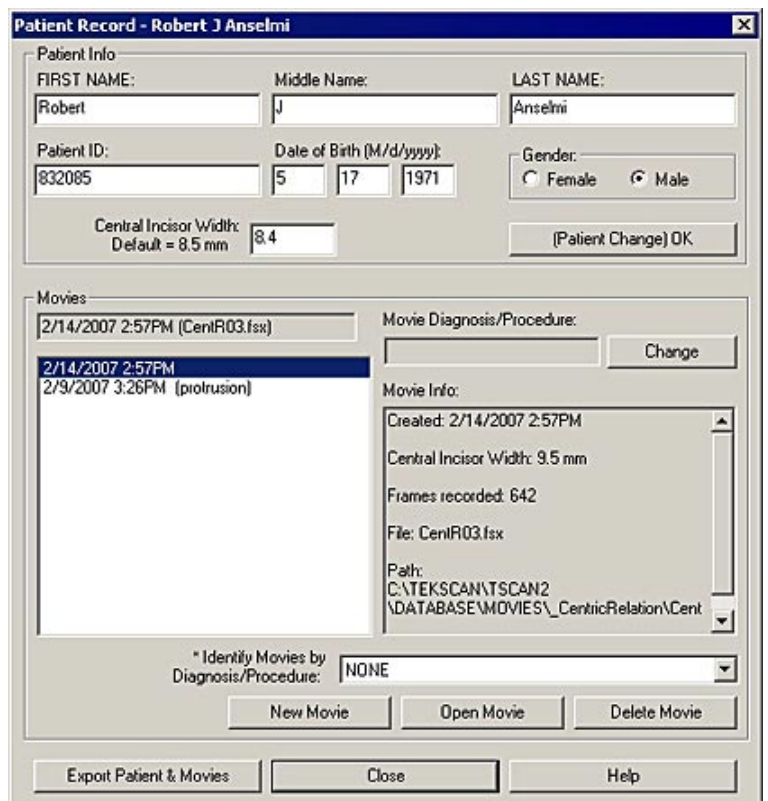 Patient Record - Robert J Anselmi
Patient Info
FIRST NAME:
Middle Name:
LAST NAME:
Robert
J
Anselmi
Patient ID:
Date of Birth (M/d/yyyy):
Gender:
832085
5
17
1971
Female
Male
Central Incisor Width:
Default = 8.5 mm
8.4
(Patient Change) OK
Movies
2/14/2007 2:57PM (CentR03.fsx)
2/14/2007 2:57PM
2/9/2007 3:26PM (protrusion)
Movie Diagnosis/Procedure:
Change
Movie Info:
Created: 2/14/2007 2:57PM
Central Incisor Width: 9.5 mm
Frames recorded: 642
File: CentR03.fsx
Path:
C:\TEKSCAN\TSCAN2
\DATABASE\MOVIES\_CentricRelation\Cent
* Identify Movies by
Diagnosis/Procedure:
NONE
New Movie
Open Movie
Delete Movie
Export Patient & Movies
Close
Help